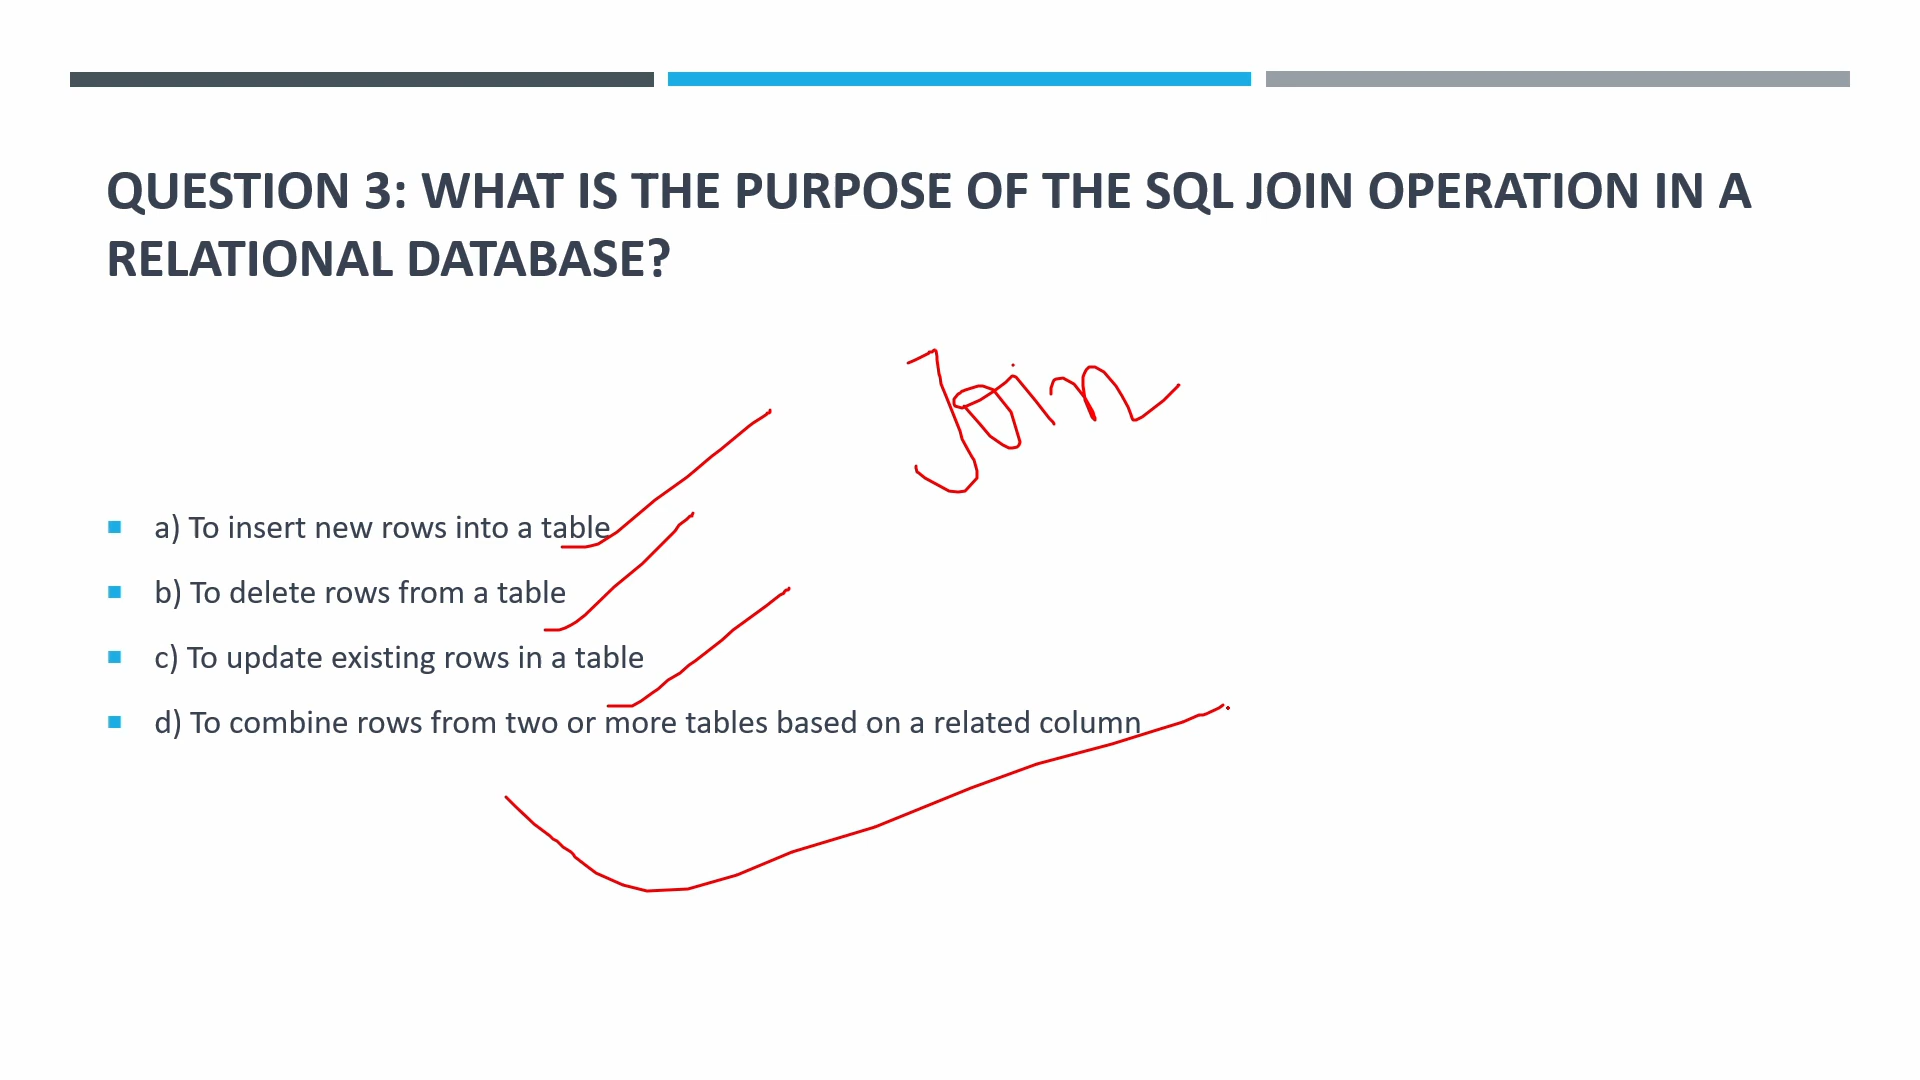 QUESTION 3: WHAT IS THE PURPOSE OF THE SQL JOIN OPERATION IN A
RELATIONAL DATABASE?
Join
a) To insert new rows into a table
b) To delete rows from a table
c) To update existing rows in a table
d) To combine rows from two or more tables based on a related column